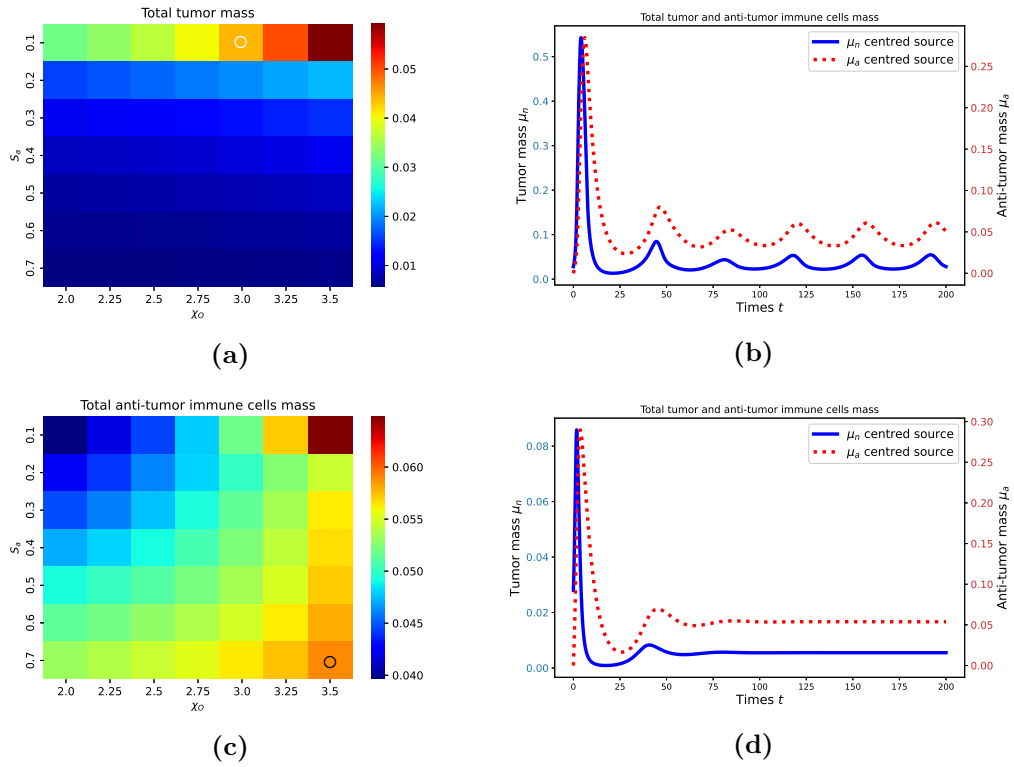 Total tumor mass
0.1
0.2
0.3
0.4
0.5
0.6
0.7
S_a
2.0 2.25 2.5 2.75 3.0 3.25 3.5
χ_O
0.05
0.04
0.03
0.02
0.01
(a)
Total tumor and anti-tumor immune cells mass
μ_n centred source
μ_a centred source
0.5
0.4
0.3
0.2
0.1
0.0
Tumor mass μ_n
0.25
0.20
0.15
0.10
0.05
0.00
Anti-tumor mass μ_a
0 25 50 75 100 125 150 175 200
Times t
(b)
Total anti-tumor immune cells mass
0.1
0.2
0.3
0.4
0.5
0.6
0.7
S_a
2.0 2.25 2.5 2.75 3.0 3.25 3.5
χ_O
0.060
0.055
0.050
0.045
0.040
(c)
Total tumor and anti-tumor immune cells mass
μ_n centred source
μ_a centred source
0.08
0.06
0.04
0.02
0.00
Tumor mass μ_n
0.30
0.25
0.20
0.15
0.10
0.05
0.00
Anti-tumor mass μ_a
0 25 50 75 100 125 150 175 200
Times t
(d)